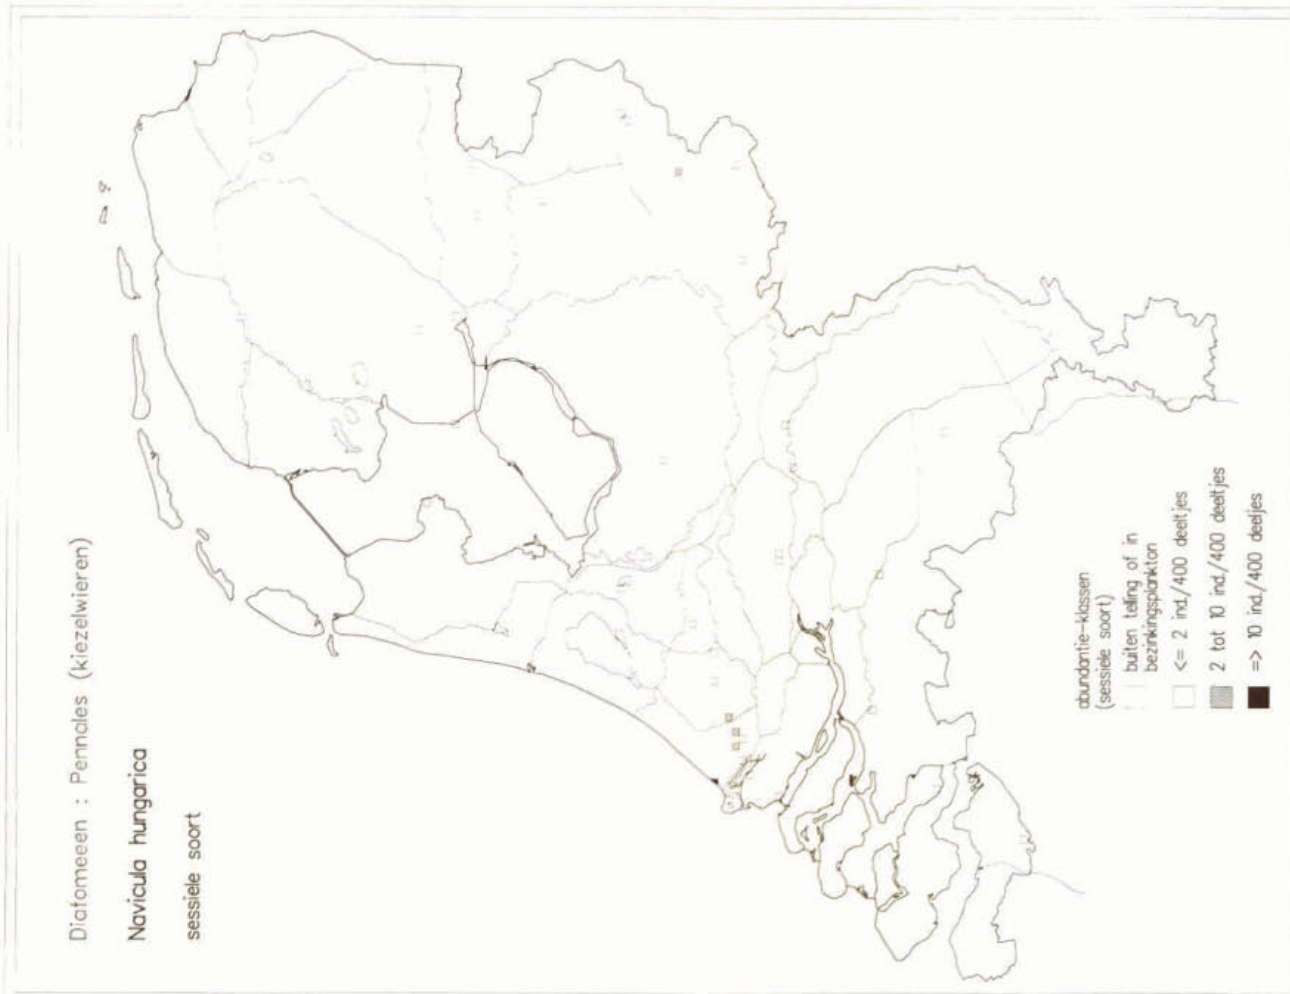 Diatomeeen : Pennales (kiezelwieren)
Navicula hungarica
sessiele soort
abundantie-klassen
(sessiele soort)
buiten telling of in
bezinkingsplankton
<= 2 ind./400 deeltjes
2 tot 10 ind./400 deeltjes
=> 10 ind./400 deeltjes